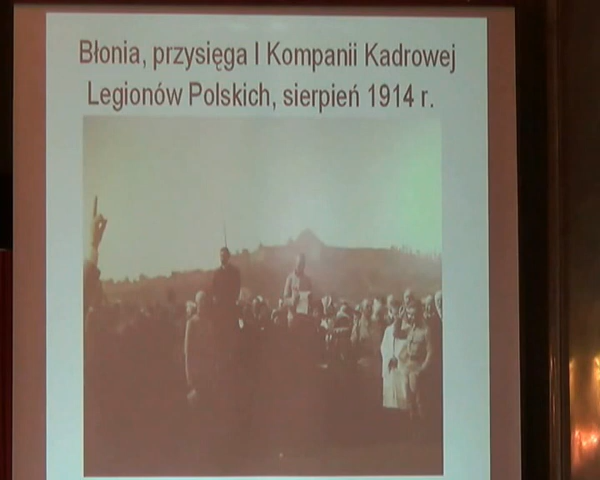 Błonia, przysięga I Kompanii Kadrowej
Legionów Polskich, sierpień 1914 r.